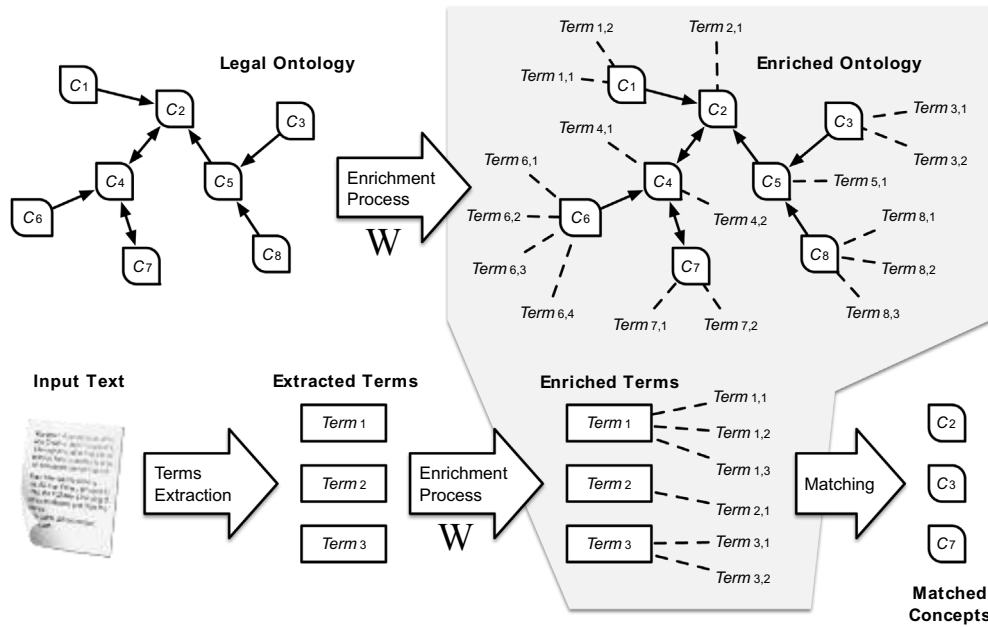 Legal Ontology
C1
C2
C3
C4
C5
C6
C7
C8
Enrichment
Process
W
Enriched Ontology
Term 1,2
Term 2,1
Term 1,1
C1
C2
C3
Term 3,1
Term 3,2
Term 4,1
Term 6,1
C4
C5
Term 5,1
Term 6,2
C6
Term 4,2
Term 8,1
Term 6,3
C7
C8
Term 8,2
Term 6,4
Term 7,1
Term 7,2
Term 8,3
Input Text
Terms
Extraction
Extracted Terms
Term 1
Term 2
Term 3
Enrichment
Process
W
Enriched Terms
Term 1
Term 1,1
Term 1,2
Term 1,3
Term 2
Term 2,1
Term 3
Term 3,1
Term 3,2
Matching
C2
C3
C7
Matched
Concepts